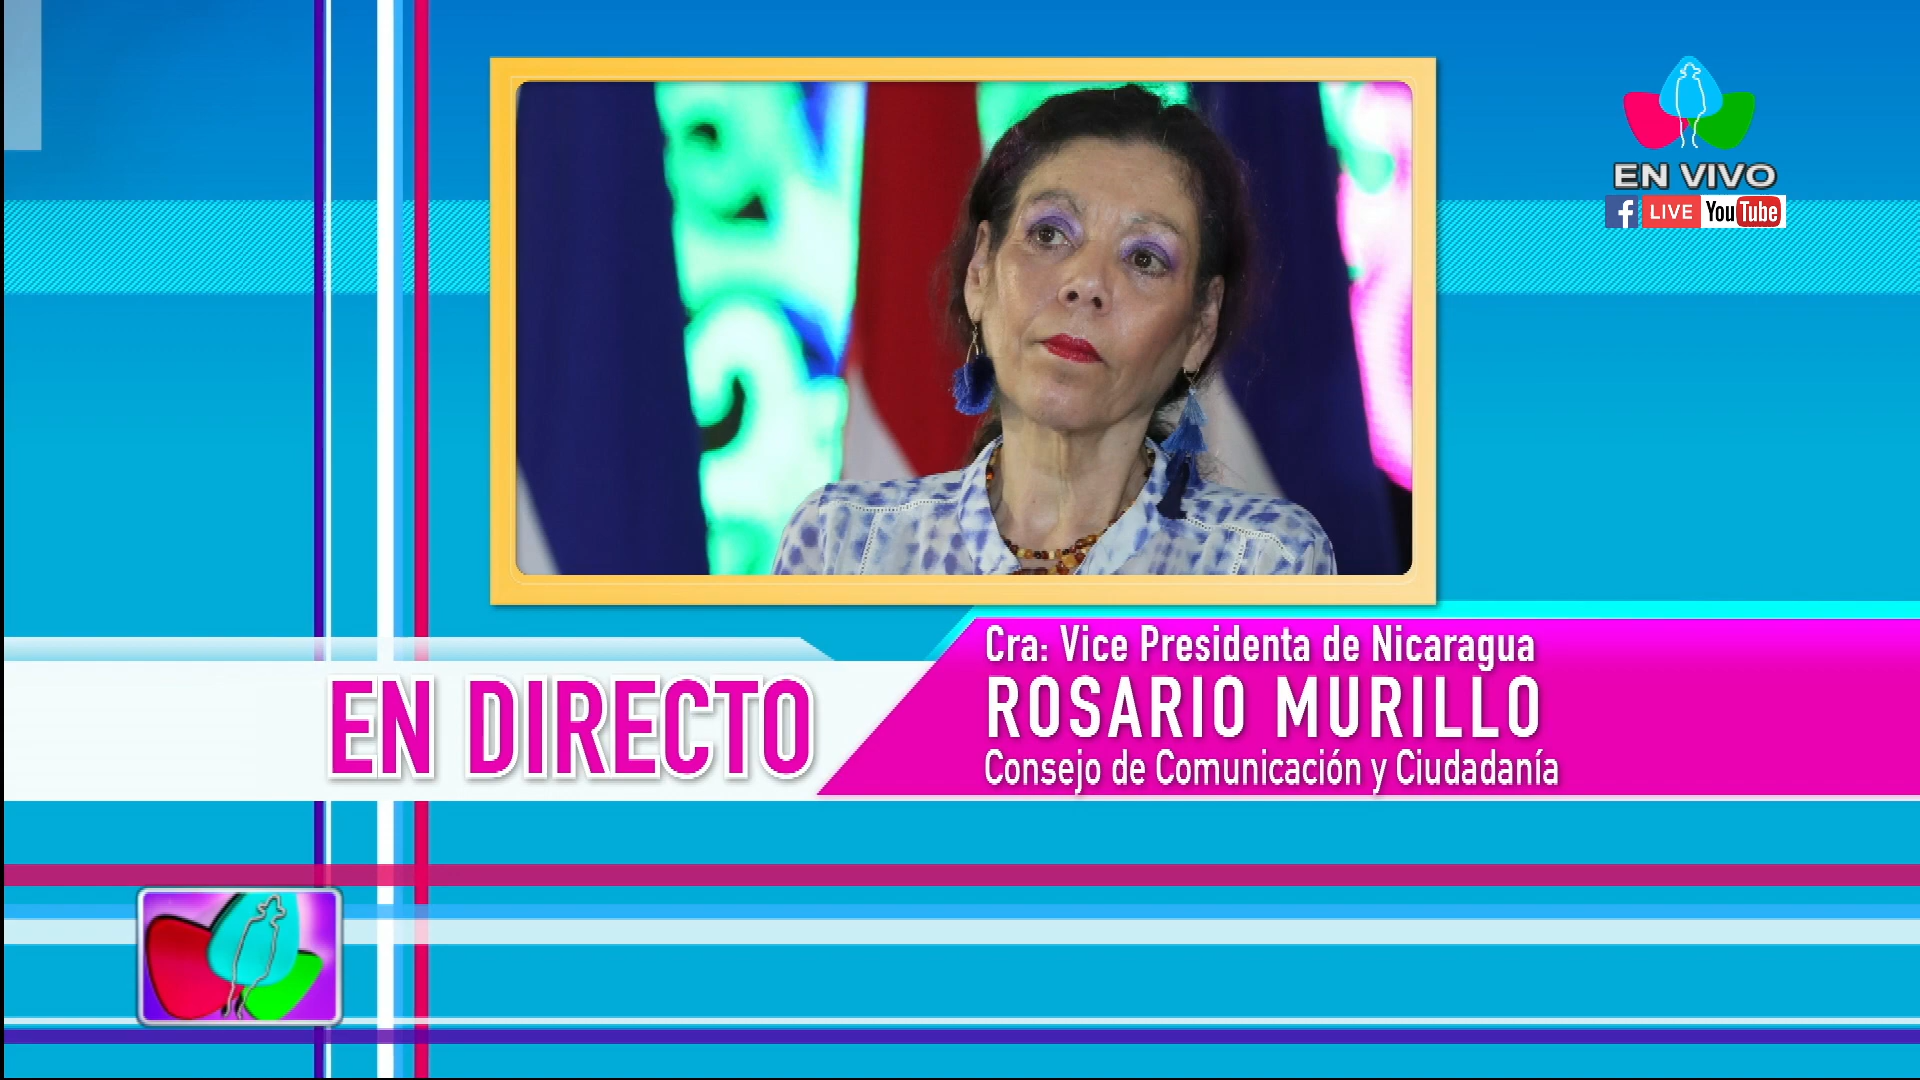 EN VIVO
f LIVE YouTube
Cra: Vice Presidenta de Nicaragua
ROSARIO MURILLO
Consejo de Comunicación y Ciudadanía
EN DIRECTO